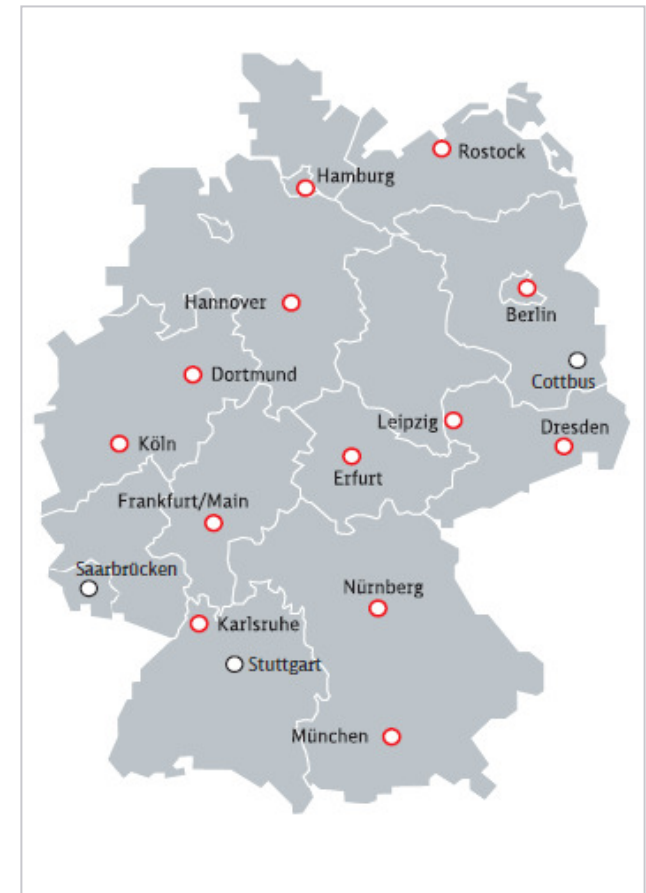 Rostock
Hamburg
Hannover
Berlin
Dortmund
Cottbus
Leipzig
Dresden
Köln
Erfurt
Frankfurt/Main
Saarbrücken
Nürnberg
Karlsruhe
Stuttgart
München